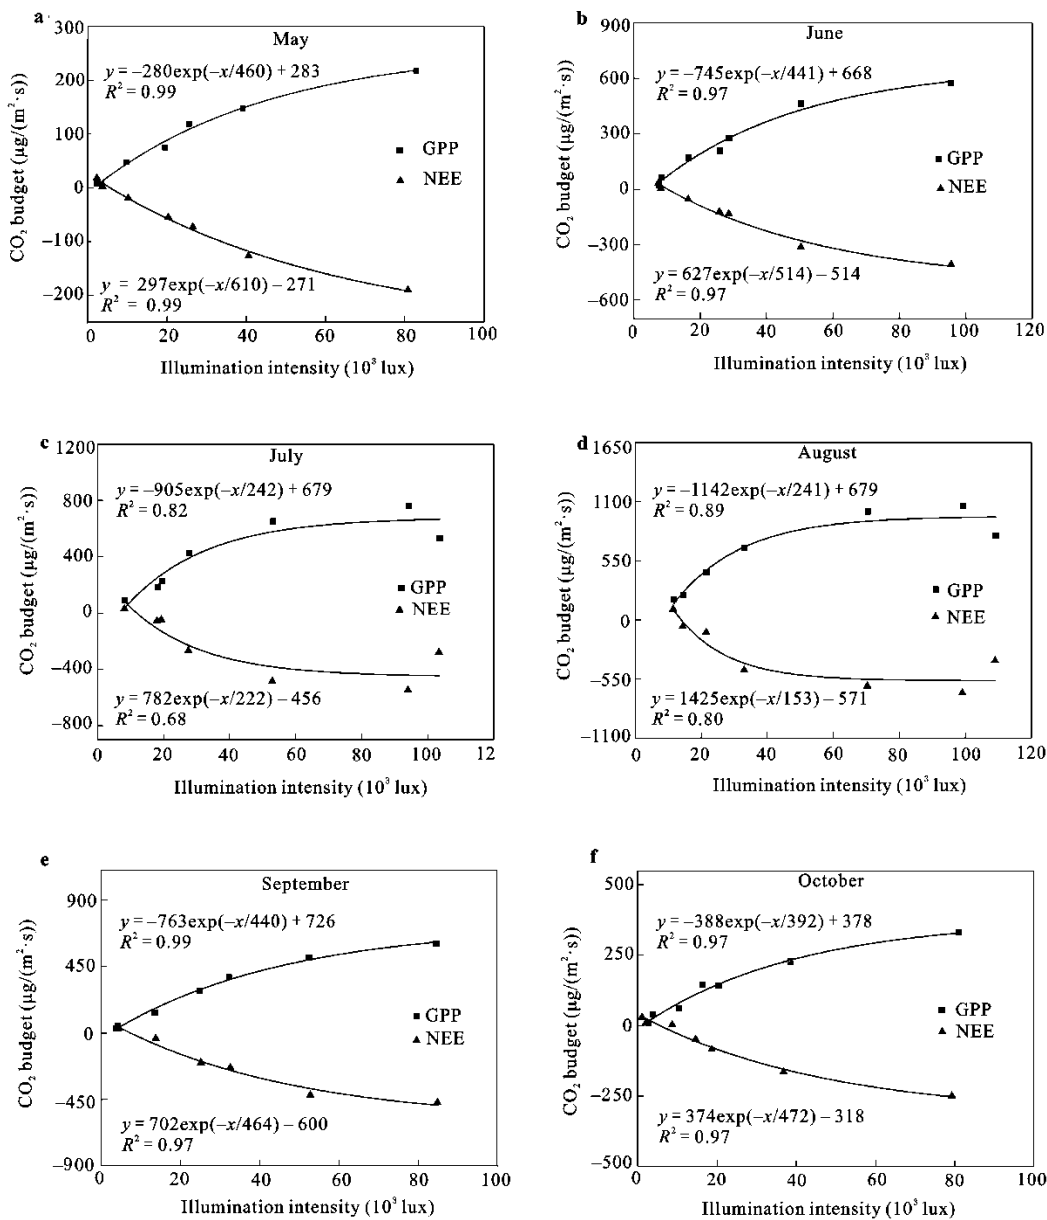 a
May
300
200
100
0
−100
−200
CO₂ budget (μg/(m²·s))
y = −280exp(−x/460) + 283
R² = 0.99
GPP
NEE
y = 297exp(−x/610) − 271
R² = 0.99
0 20 40 60 80 100
Illumination intensity (10³ lux)
b
June
900
600
300
0
−300
−600
CO₂ budget (μg/(m²·s))
y = −745exp(−x/441) + 668
R² = 0.97
GPP
NEE
y = 627exp(−x/514) − 514
R² = 0.97
0 20 40 60 80 100 120
Illumination intensity (10³ lux)
c
July
1200
800
400
0
−400
−800
CO₂ budget (μg/(m²·s))
y = −905exp(−x/242) + 679
R² = 0.82
GPP
NEE
y = 782exp(−x/222) − 456
R² = 0.68
0 20 40 60 80 100 12
Illumination intensity (10³ lux)
d
August
1650
1100
550
0
−550
−1100
CO₂ budget (μg/(m²·s))
y = −1142exp(−x/241) + 679
R² = 0.89
GPP
NEE
y = 1425exp(−x/153) − 571
R² = 0.80
0 20 40 60 80 100 120
Illumination intensity (10³ lux)
e
September
900
450
0
−450
−900
CO₂ budget (μg/(m²·s))
y = −763exp(−x/440) + 726
R² = 0.99
GPP
NEE
y = 702exp(−x/464) − 600
R² = 0.97
0 20 40 60 80 100
Illumination intensity (10³ lux)
f
October
500
250
0
−250
−500
CO₂ budget (μg/(m²·s))
y = −388exp(−x/392) + 378
R² = 0.97
GPP
NEE
y = 374exp(−x/472) − 318
R² = 0.97
0 20 40 60 80 100
Illumination intensity (10³ lux)